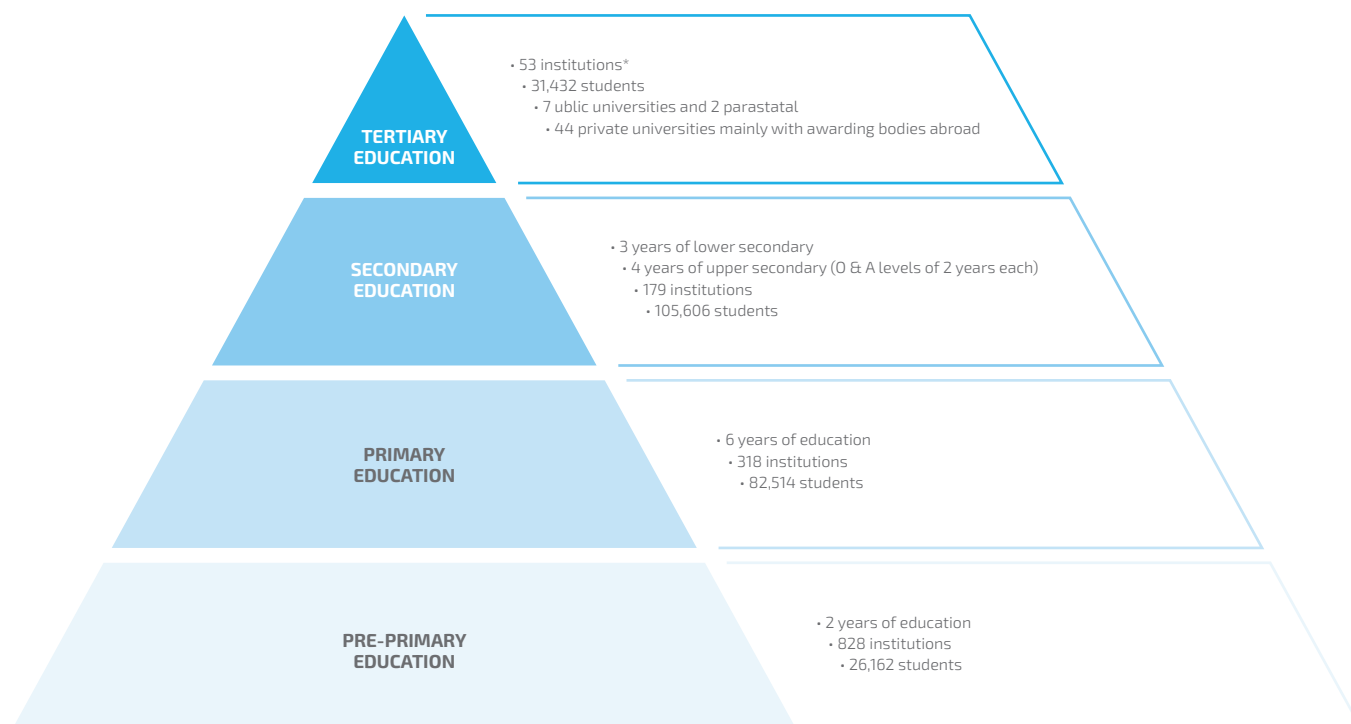 TERTIARY
EDUCATION
• 53 institutions*
• 31,432 students
• 7 ublic universities and 2 parastatal
• 44 private universities mainly with awarding bodies abroad
SECONDARY
EDUCATION
• 3 years of lower secondary
• 4 years of upper secondary (O & A levels of 2 years each)
• 179 institutions
• 105,606 students
PRIMARY
EDUCATION
• 6 years of education
• 318 institutions
• 82,514 students
PRE-PRIMARY
EDUCATION
• 2 years of education
• 828 institutions
• 26,162 students